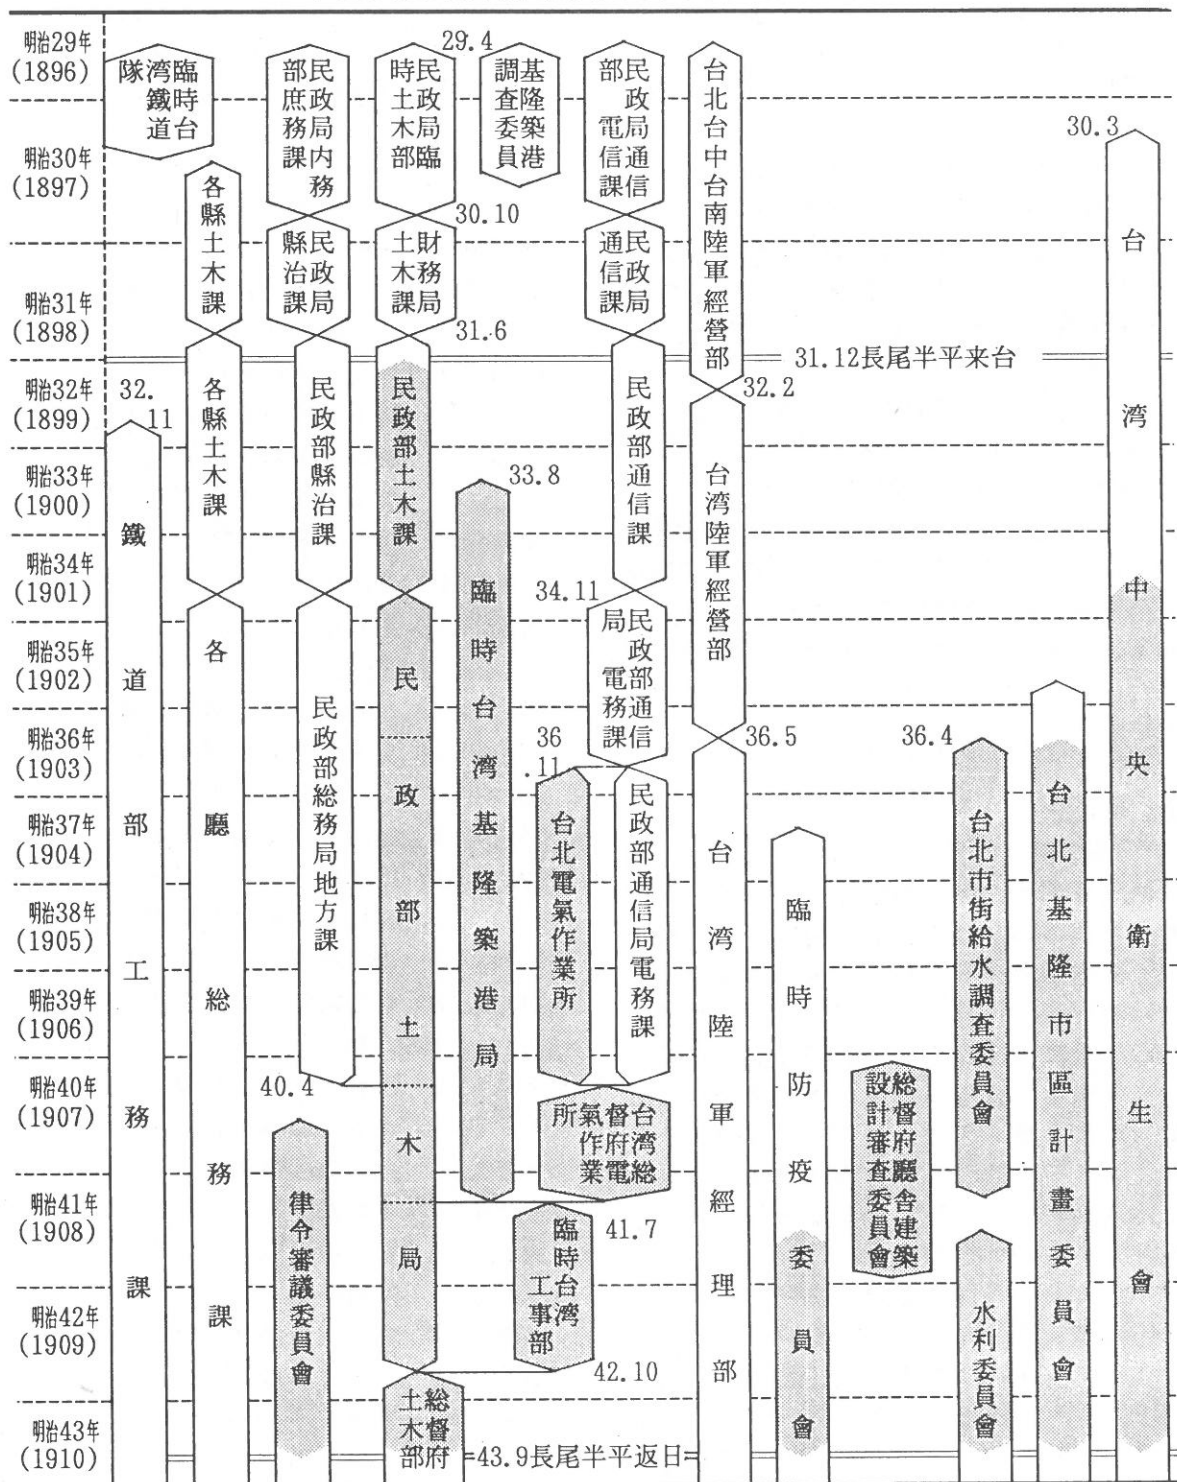 明治29年
(1896)
明治30年
(1897)
明治31年
(1898)
明治32年
(1899)
明治33年
(1900)
明治34年
(1901)
明治35年
(1902)
明治36年
(1903)
明治37年
(1904)
明治38年
(1905)
明治39年
(1906)
明治40年
(1907)
明治41年
(1908)
明治42年
(1909)
明治43年
(1910)
臨時台
湾鐵道
隊
32.
11
鐵道部工務課
各縣土木課
各縣土木課
各廳総務課
民政局内務
部庶務課
民政局
縣治課
民政部縣治課
民政部総務局地方課
40.4
律令審議委員會
29.4
民政局臨
時土木部
30.10
財務局
土木課
31.6
民政部土木課
民政部土木局
総督府
土木部
基隆築港
調査委員
33.8
臨時台湾基隆築港局
民政局通信
部電信課
民政局
通信課
民政部通信課
34.11
民政部通信
局電務課
36
.11
台北電氣作業所
民政部通信局電務課
台湾総
督府電
氣作業
所
41.7
臨時台湾
工事部
42.10
台北台中台南陸軍經營部
31.12長尾半平来台
32.2
台湾陸軍經營部
36.5
台湾陸軍經理部
臨時防疫委員會
総督府廳舎建築
設計審査委員會
36.4
台北市街給水調査委員會
水利委員會
台北基隆市區計畫委員會
30.3
台湾中央衛生會
43.9長尾半平返日